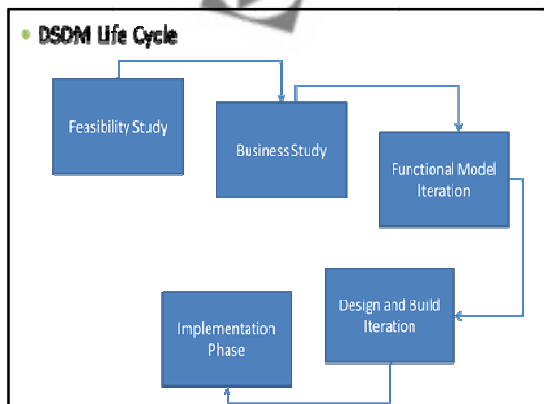 • DSDM Life Cycle
Feasibility Study
Business Study
Functional Model
Iteration
Design and Build
Iteration
Implementation
Phase